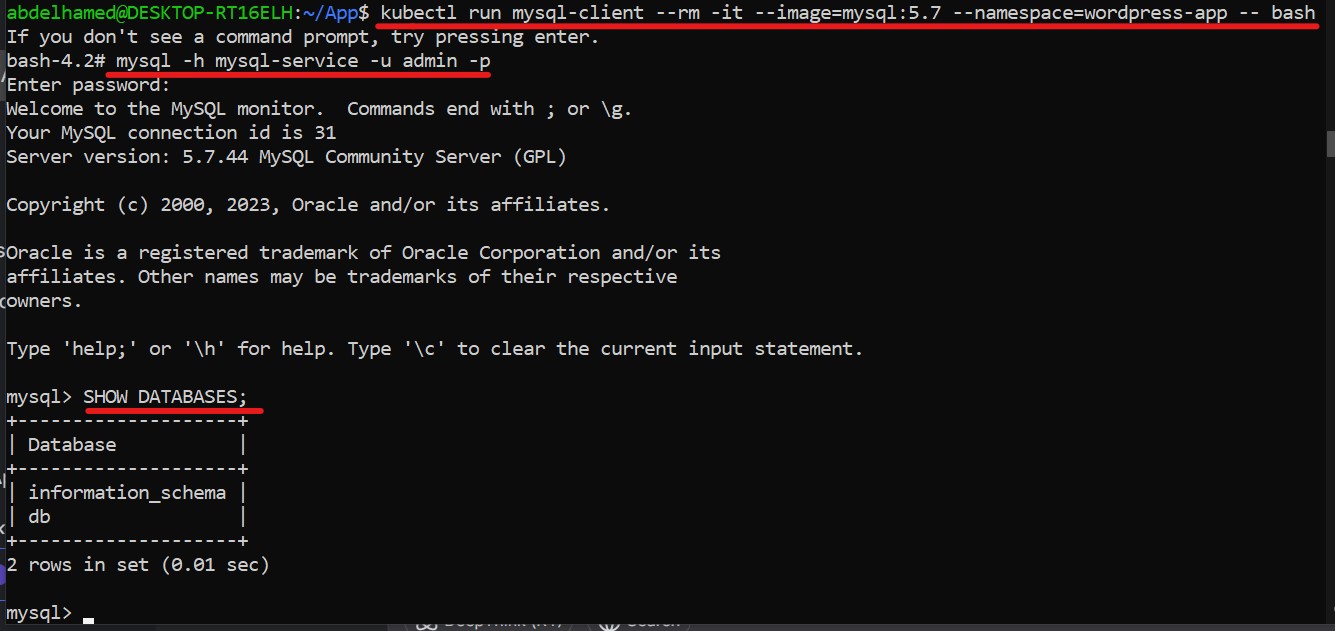 abdelhamed@DESKTOP-RT16ELH:~/App$ kubectl run mysql-client --rm -it --image=mysql:5.7 --namespace=wordpress-app -- bash
If you don't see a command prompt, try pressing enter.
bash-4.2# mysql -h mysql-service -u admin -p
Enter password:
Welcome to the MySQL monitor.  Commands end with ; or \g.
Your MySQL connection id is 31
Server version: 5.7.44 MySQL Community Server (GPL)
Copyright (c) 2000, 2023, Oracle and/or its affiliates.
Oracle is a registered trademark of Oracle Corporation and/or its
affiliates. Other names may be trademarks of their respective
owners.
Type 'help;' or '\h' for help. Type '\c' to clear the current input statement.
mysql> SHOW DATABASES;
+--------------------+
| Database           |
+--------------------+
| information_schema |
| db                 |
+--------------------+
2 rows in set (0.01 sec)
mysql>